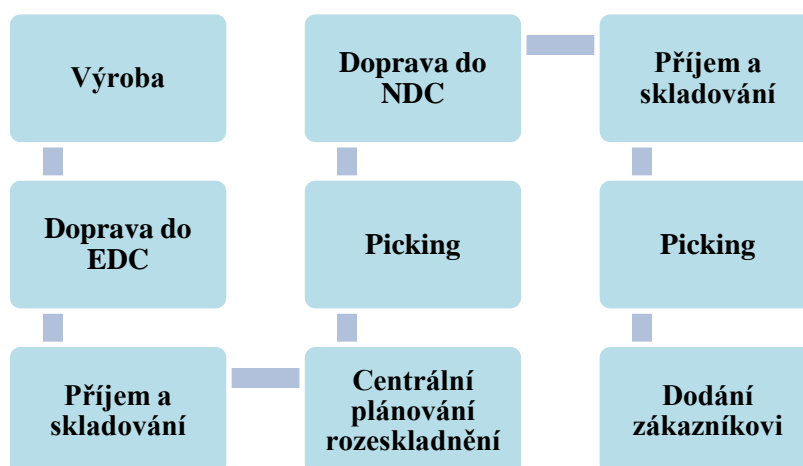 Výroba
Doprava do
EDC
Příjem a
skladování
Centrální
plánování
rozeskladnění
Picking
Doprava do
NDC
Příjem a
skladování
Picking
Dodání
zákazníkovi